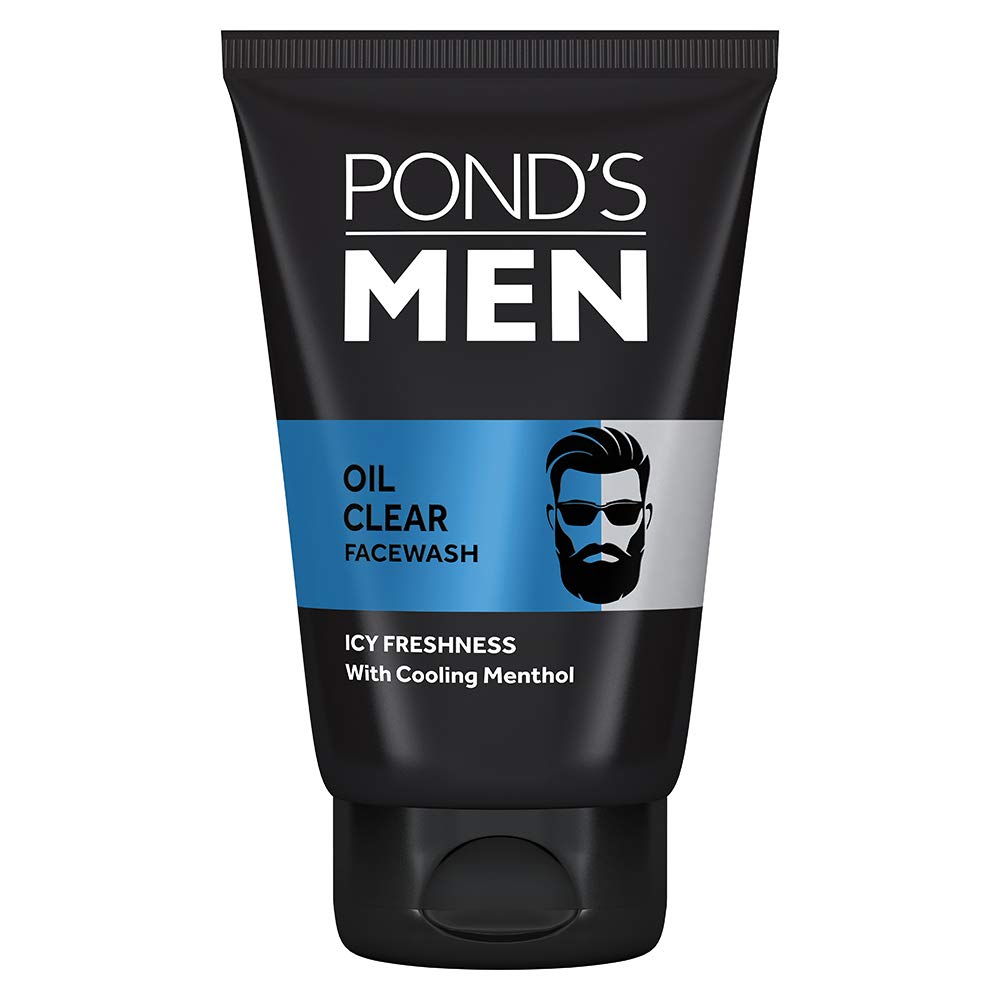 POND'S
MEN
OIL
CLEAR
FACEWASH
ICY FRESHNESS
With Cooling Menthol